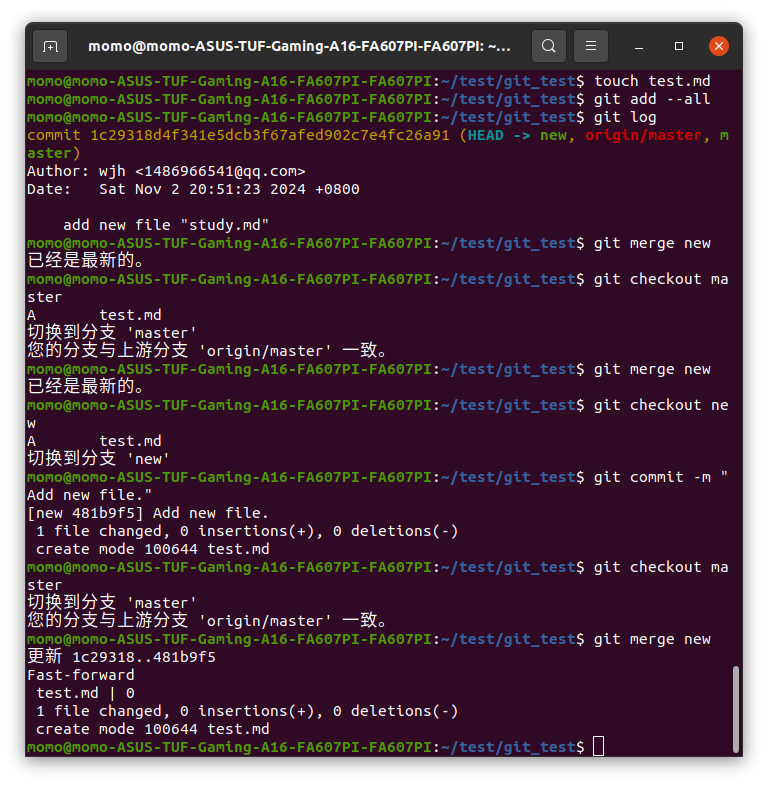 momo@momo-ASUS-TUF-Gaming-A16-FA607PI-FA607PI: ~...
momo@momo-ASUS-TUF-Gaming-A16-FA607PI-FA607PI:~/test/git_test$ touch test.md
momo@momo-ASUS-TUF-Gaming-A16-FA607PI-FA607PI:~/test/git_test$ git add --all
momo@momo-ASUS-TUF-Gaming-A16-FA607PI-FA607PI:~/test/git_test$ git log
commit 1c29318d4f341e5dcb3f67afed902c7e4fc26a91 (HEAD -> new, origin/master, m
aster)
Author: wjh <1486966541@qq.com>
Date:   Sat Nov 2 20:51:23 2024 +0800
    add new file "study.md"
momo@momo-ASUS-TUF-Gaming-A16-FA607PI-FA607PI:~/test/git_test$ git merge new
已经是最新的。
momo@momo-ASUS-TUF-Gaming-A16-FA607PI-FA607PI:~/test/git_test$ git checkout ma
ster
A       test.md
切换到分支 'master'
您的分支与上游分支 'origin/master' 一致。
momo@momo-ASUS-TUF-Gaming-A16-FA607PI-FA607PI:~/test/git_test$ git merge new
已经是最新的。
momo@momo-ASUS-TUF-Gaming-A16-FA607PI-FA607PI:~/test/git_test$ git checkout ne
w
A       test.md
切换到分支 'new'
momo@momo-ASUS-TUF-Gaming-A16-FA607PI-FA607PI:~/test/git_test$ git commit -m "
Add new file."
[new 481b9f5] Add new file.
 1 file changed, 0 insertions(+), 0 deletions(-)
 create mode 100644 test.md
momo@momo-ASUS-TUF-Gaming-A16-FA607PI-FA607PI:~/test/git_test$ git checkout ma
ster
切换到分支 'master'
您的分支与上游分支 'origin/master' 一致。
momo@momo-ASUS-TUF-Gaming-A16-FA607PI-FA607PI:~/test/git_test$ git merge new
更新 1c29318..481b9f5
Fast-forward
 test.md | 0
 1 file changed, 0 insertions(+), 0 deletions(-)
 create mode 100644 test.md
momo@momo-ASUS-TUF-Gaming-A16-FA607PI-FA607PI:~/test/git_test$